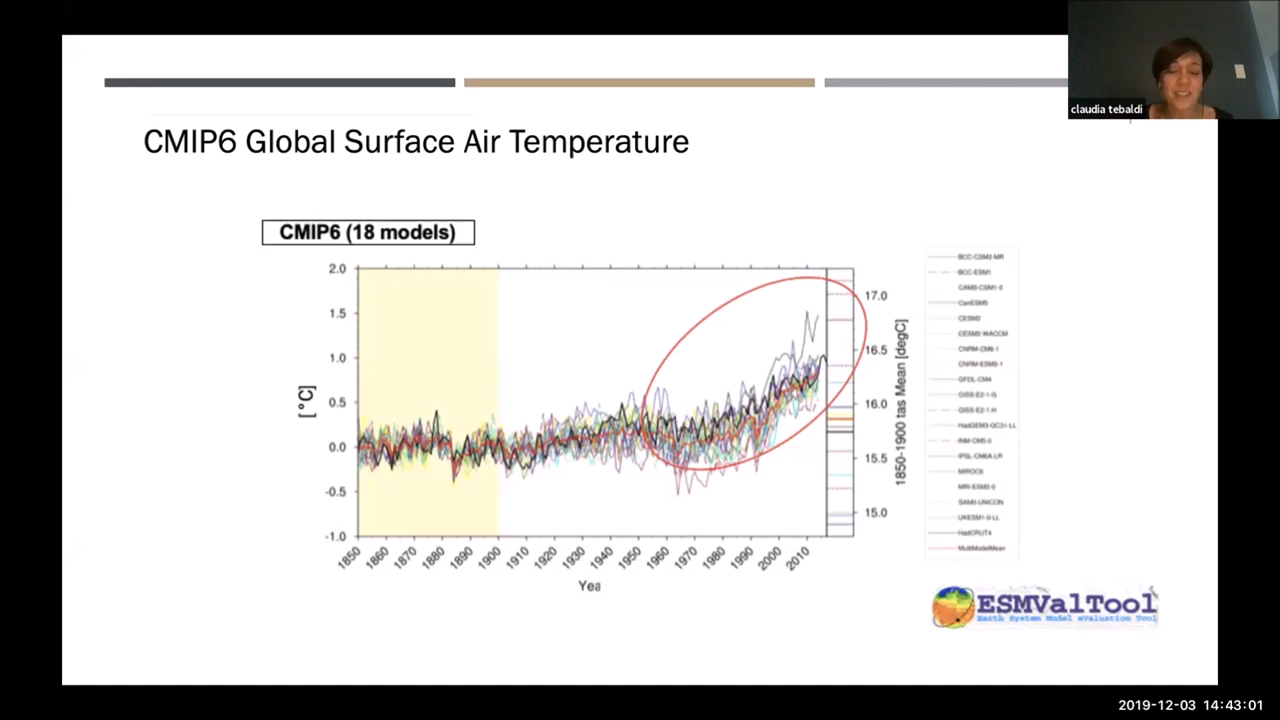 claudia tebaldi
CMIP6 Global Surface Air Temperature
CMIP6 (18 models)
2.0
1.5
1.0
0.5
0.0
-0.5
-1.0
[°C]
1850
1860
1870
1880
1890
1900
1910
1920
1930
1940
1950
1960
1970
1980
1990
2000
2010
Yea
17.0
16.5
16.0
15.5
15.0
1850-1900 tas Mean [degC]
BCC-CSM2-MR
BCC-ESM1
CAMS-CSM1-0
CanESM5
CESM2
CESM2-WACCM
CNRM-CM6-1
CNRM-ESM2-1
GFDL-CM4
GISS-E2-1-G
GISS-E2-1-H
HadGEM3-GC31-LL
INM-CM5-0
IPSL-CM6A-LR
MIROC6
MRI-ESM2-0
SAM0-UNICON
UKESM1-0-LL
HadCRUT4
MultiModelMean
ESMValTool
Earth System Model eValuation Tool
2019-12-03 14:43:01